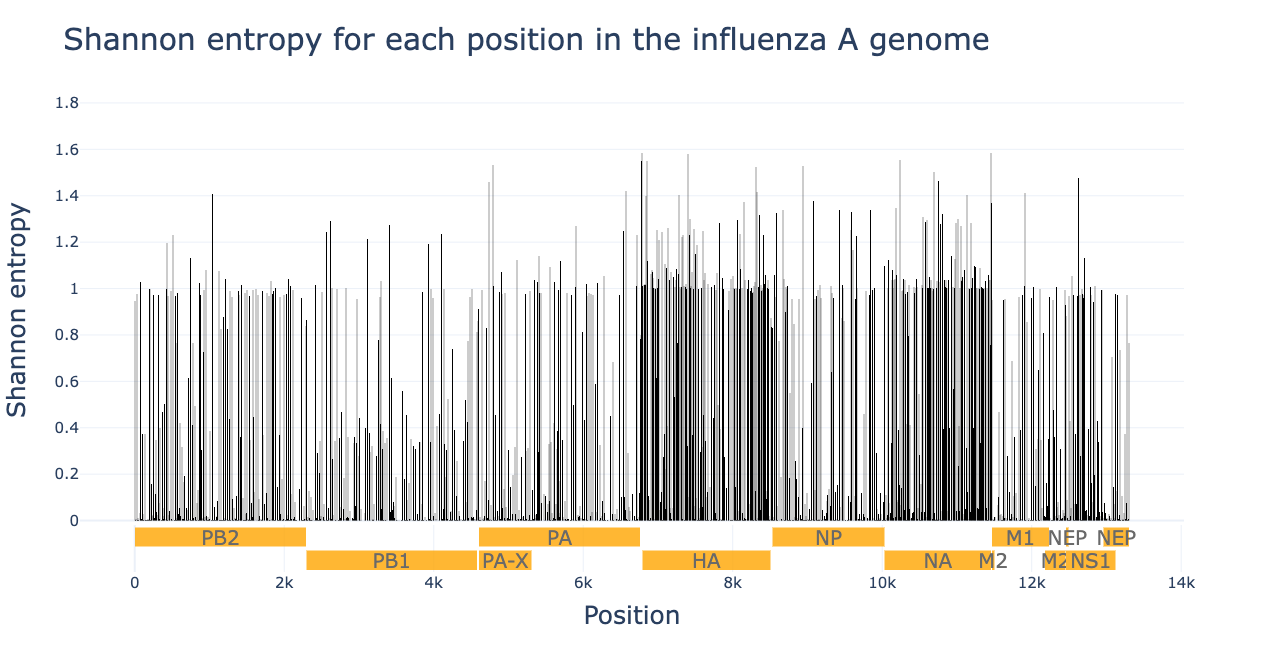 Shannon entropy for each position in the influenza A genome
Shannon entropy
1.8
1.6
1.4
1.2
1
0.8
0.6
0.4
0.2
0
PB2 PA NP M1 NEP NEP
PB1 PA-X HA NA M2 M2 NS1
0 2k 4k 6k 8k 10k 12k 14k
Position